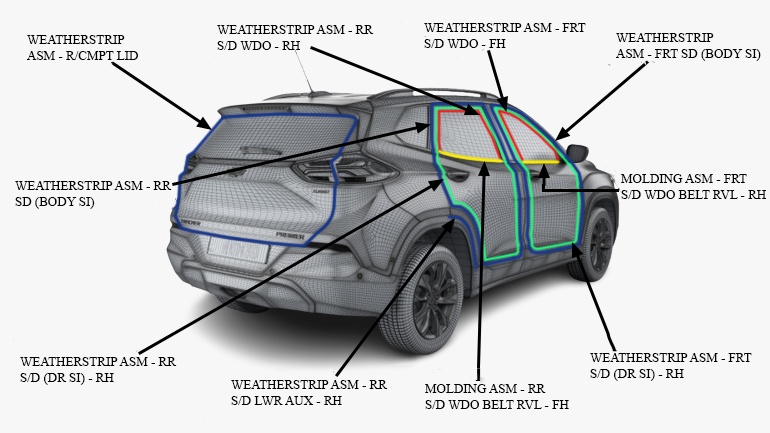 WEATHERSTRIP
ASM - R/CMPT LID
WEATHERSTRIP ASM - RR
S/D WDO - RH
WEATHERSTRIP ASM - FRT
S/D WDO - FH
WEATHERSTRIP
ASM - FRT SD (BODY SI)
WEATHERSTRIP ASM - RR
SD (BODY SI)
MOLDING ASM - FRT
S/D WDO BELT RVL - RH
PREMIER
WEATHERSTRIP ASM - RR
S/D (DR SI) - RH
WEATHERSTRIP ASM - RR
S/D LWR AUX - RH
MOLDING ASM - RR
S/D WDO BELT RVL - FH
WEATHERSTRIP ASM - FRT
S/D (DR SI) - RH